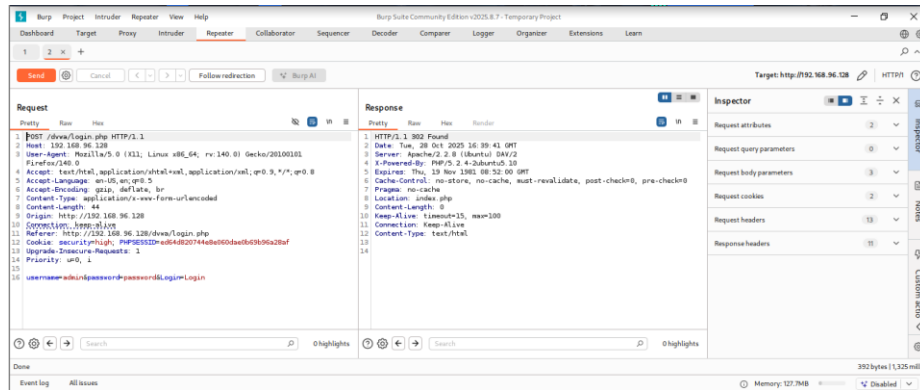 Burp Project Intruder Repeater View Help
Burp Suite Community Edition v2025.8.7 - Temporary Project
Dashboard Target Proxy Intruder Repeater Collaborator Sequencer Decoder Comparer Logger Organizer Extensions Learn
1 2 × +
Send Cancel < > Follow redirection Burp AI Target: http://192.168.96.128 HTTP/1
Request
Pretty Raw Hex \n
1 POST /dvwa/login.php HTTP/1.1
2 Host: 192.168.96.128
3 User-Agent: Mozilla/5.0 (X11; Linux x86_64; rv:140.0) Gecko/20100101
Firefox/140.0
4 Accept: text/html,application/xhtml+xml,application/xml;q=0.9,*/*;q=0.8
5 Accept-Language: en-US,en;q=0.5
6 Accept-Encoding: gzip, deflate, br
7 Content-Type: application/x-www-form-urlencoded
8 Content-Length: 44
9 Origin: http://192.168.96.128
10 Connection: keep-alive
11 Referer: http://192.168.96.128/dvwa/login.php
12 Cookie: security=high; PHPSESSID=ed64d820744e8e060dae0b69b96a28af
13 Upgrade-Insecure-Requests: 1
14 Priority: u=0, i
15
16 username=admin&password=password&Login=Login
Search 0 highlights
Response
Pretty Raw Hex Render \n
1 HTTP/1.1 302 Found
2 Date: Tue, 28 Oct 2025 16:39:41 GMT
3 Server: Apache/2.2.8 (Ubuntu) DAV/2
4 X-Powered-By: PHP/5.2.4-2ubuntu5.10
5 Expires: Thu, 19 Nov 1981 08:52:00 GMT
6 Cache-Control: no-store, no-cache, must-revalidate, post-check=0, pre-check=0
7 Pragma: no-cache
8 Location: index.php
9 Content-Length: 0
10 Keep-Alive: timeout=15, max=100
11 Connection: Keep-Alive
12 Content-Type: text/html
13
14
Search 0 highlights
Inspector
Request attributes 2
Request query parameters 0
Request body parameters 3
Request cookies 2
Request headers 13
Response headers 11
Inspector
Notes
Done
392 bytes | 1,325
Event log All issues
Memory: 127.7MB Disabled